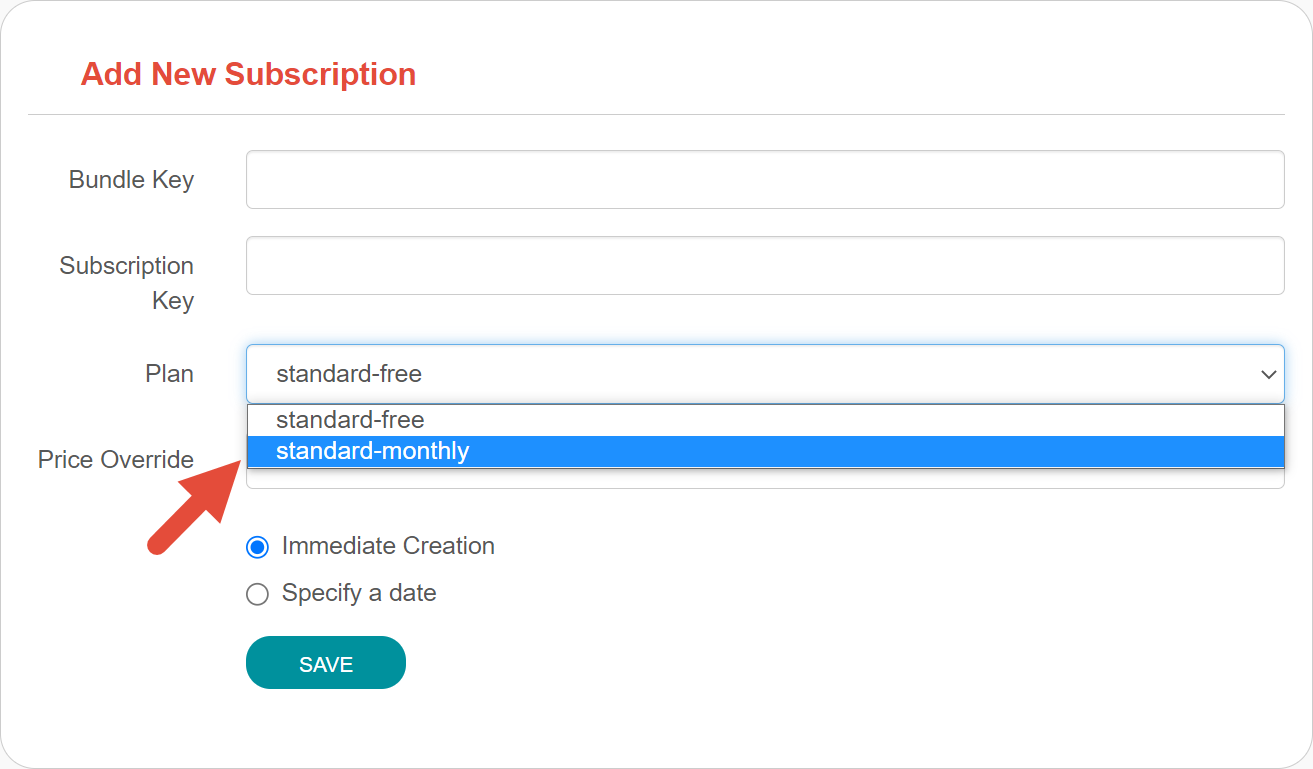 Add New Subscription
Bundle Key
Subscription
Key
Plan
standard-free
standard-free
standard-monthly
Price Override
Immediate Creation
Specify a date
SAVE